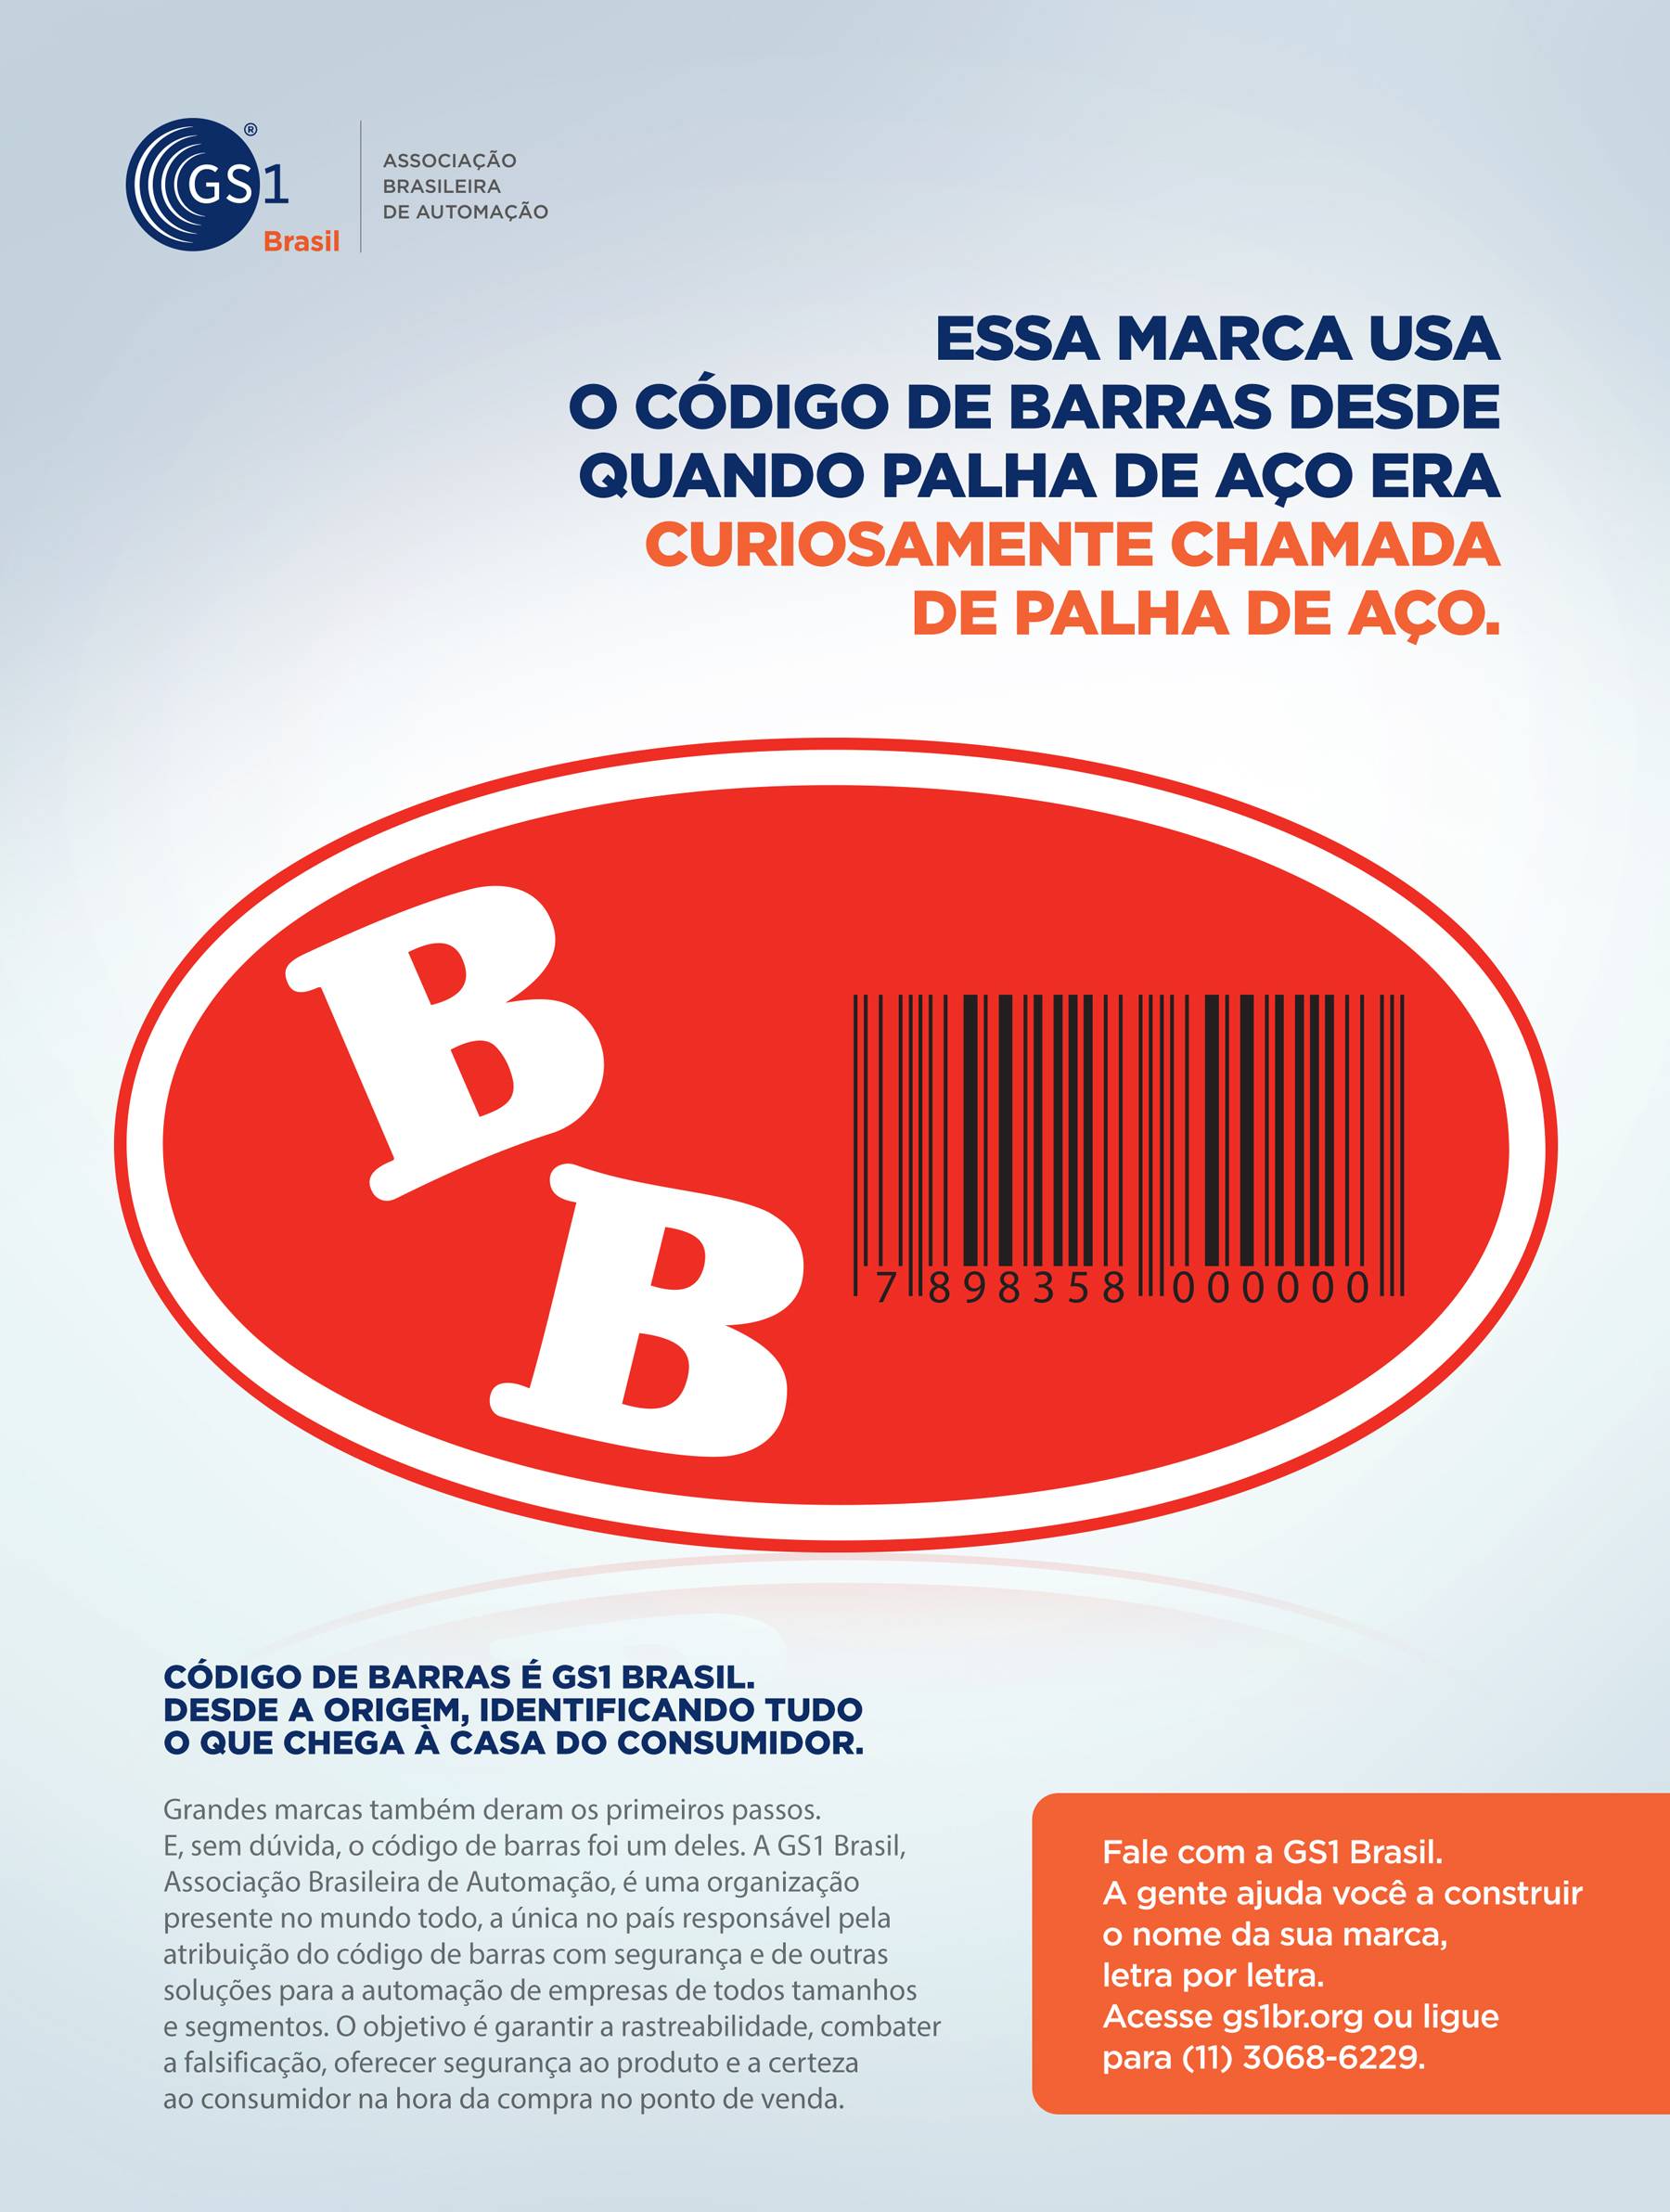 GS1®
Brasil
ASSOCIAÇÃO
BRASILEIRA
DE AUTOMAÇÃO
ESSA MARCA USA
O CÓDIGO DE BARRAS DESDE
QUANDO PALHA DE AÇO ERA
CURIOSAMENTE CHAMADA
DE PALHA DE AÇO.
B
B
7 898358 000000
CÓDIGO DE BARRAS É GS1 BRASIL.
DESDE A ORIGEM, IDENTIFICANDO TUDO
O QUE CHEGA À CASA DO CONSUMIDOR.
Grandes marcas também deram os primeiros passos.
E, sem dúvida, o código de barras foi um deles. A GS1 Brasil,
Associação Brasileira de Automação, é uma organização
presente no mundo todo, a única no país responsável pela
atribuição do código de barras com segurança e de outras
soluções para a automação de empresas de todos tamanhos
e segmentos. O objetivo é garantir a rastreabilidade, combater
a falsificação, oferecer segurança ao produto e a certeza
ao consumidor na hora da compra no ponto de venda.
Fale com a GS1 Brasil.
A gente ajuda você a construir
o nome da sua marca,
letra por letra.
Acesse gs1br.org ou ligue
para (11) 3068-6229.